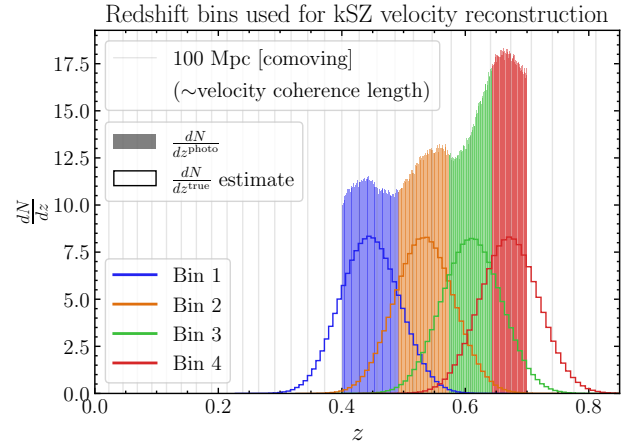 Redshift bins used for kSZ velocity reconstruction
100 Mpc [comoving]
(∼velocity coherence length)
dN/dz^photo
dN/dz^true estimate
Bin 1
Bin 2
Bin 3
Bin 4
dN/dz
17.5
15.0
12.5
10.0
7.5
5.0
2.5
0.0
0.0 0.2 0.4 0.6 0.8
z